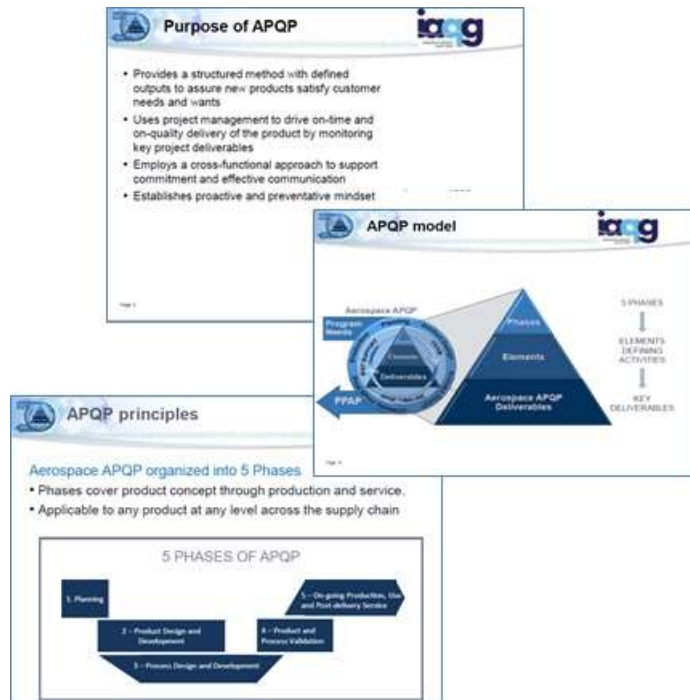 Purpose of APQP
iaqg
• Provides a structured method with defined
outputs to assure new products satisfy customer
needs and wants
• Uses project management to drive on-time and
on-quality delivery of the product by monitoring
key project deliverables
• Employs a cross-functional approach to support
commitment and effective communication
• Establishes proactive and preventative mindset
APQP model
iaqg
Aerospace APQP
Program
Needs
Elements
Deliverables
PPAP
Phases
Elements
Aerospace APQP
Deliverables
5 PHASES
ELEMENTS
DEFINING
ACTIVITIES
KEY
DELIVERABLES
APQP principles
Aerospace APQP organized into 5 Phases
• Phases cover product concept through production and service.
• Applicable to any product at any level across the supply chain
5 PHASES OF APQP
1. Planning
2 – Product Design and
Development
3 – Process Design and Development
4 – Product and
Process Validation
5 – On-going Production, Use
and Post-delivery Service